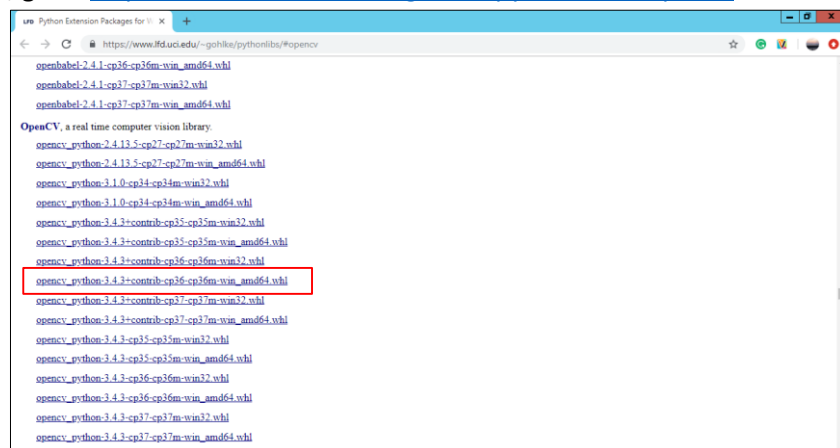 Python Extension Packages for Wi
https://www.lfd.uci.edu/~gohlke/pythonlibs/#opencv
openbabel-2.4.1-cp36-cp36m-win_amd64.whl
openbabel-2.4.1-cp37-cp37m-win32.whl
openbabel-2.4.1-cp37-cp37m-win_amd64.whl
OpenCV, a real time computer vision library.
opencv_python-2.4.13.5-cp27-cp27m-win32.whl
opencv_python-2.4.13.5-cp27-cp27m-win_amd64.whl
opencv_python-3.1.0-cp34-cp34m-win32.whl
opencv_python-3.1.0-cp34-cp34m-win_amd64.whl
opencv_python-3.4.3+contrib-cp35-cp35m-win32.whl
opencv_python-3.4.3+contrib-cp35-cp35m-win_amd64.whl
opencv_python-3.4.3+contrib-cp36-cp36m-win32.whl
opencv_python-3.4.3+contrib-cp36-cp36m-win_amd64.whl
opencv_python-3.4.3+contrib-cp37-cp37m-win32.whl
opencv_python-3.4.3+contrib-cp37-cp37m-win_amd64.whl
opencv_python-3.4.3-cp35-cp35m-win32.whl
opencv_python-3.4.3-cp35-cp35m-win_amd64.whl
opencv_python-3.4.3-cp36-cp36m-win32.whl
opencv_python-3.4.3-cp36-cp36m-win_amd64.whl
opencv_python-3.4.3-cp37-cp37m-win32.whl
opencv_python-3.4.3-cp37-cp37m-win_amd64.whl